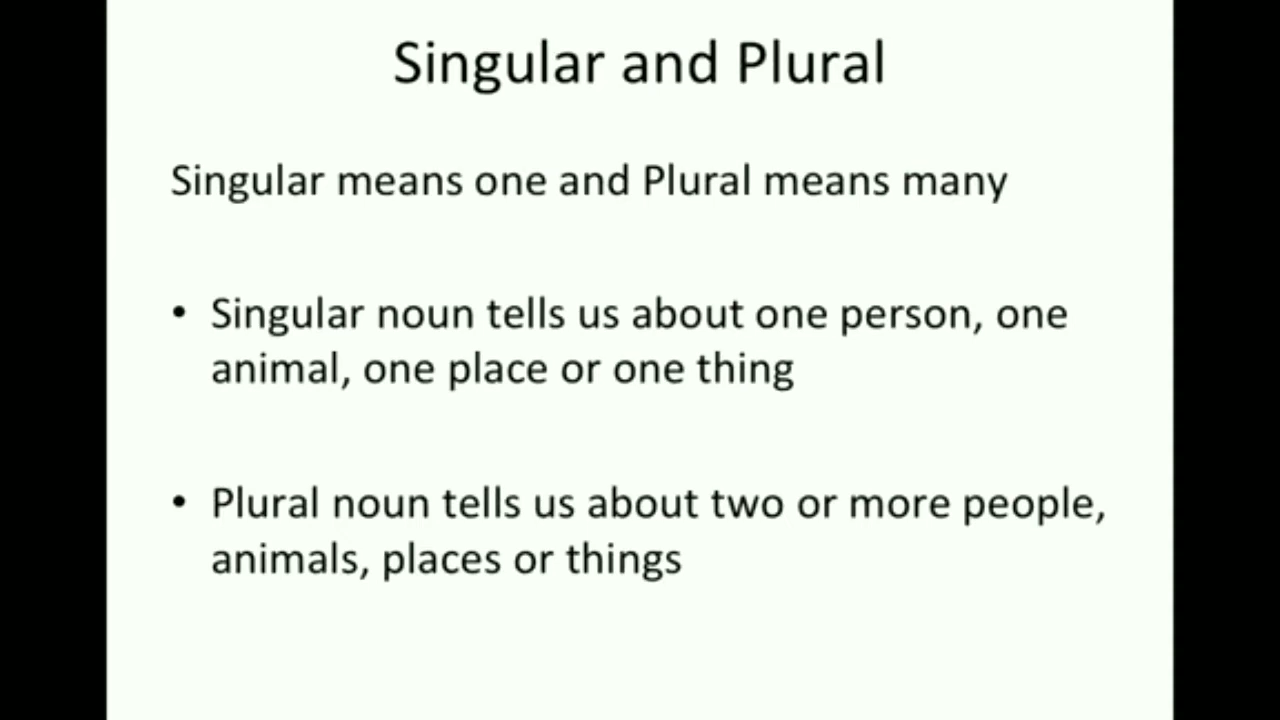 Singular and Plural
Singular means one and Plural means many
• Singular noun tells us about one person, one
animal, one place or one thing
• Plural noun tells us about two or more people,
animals, places or things